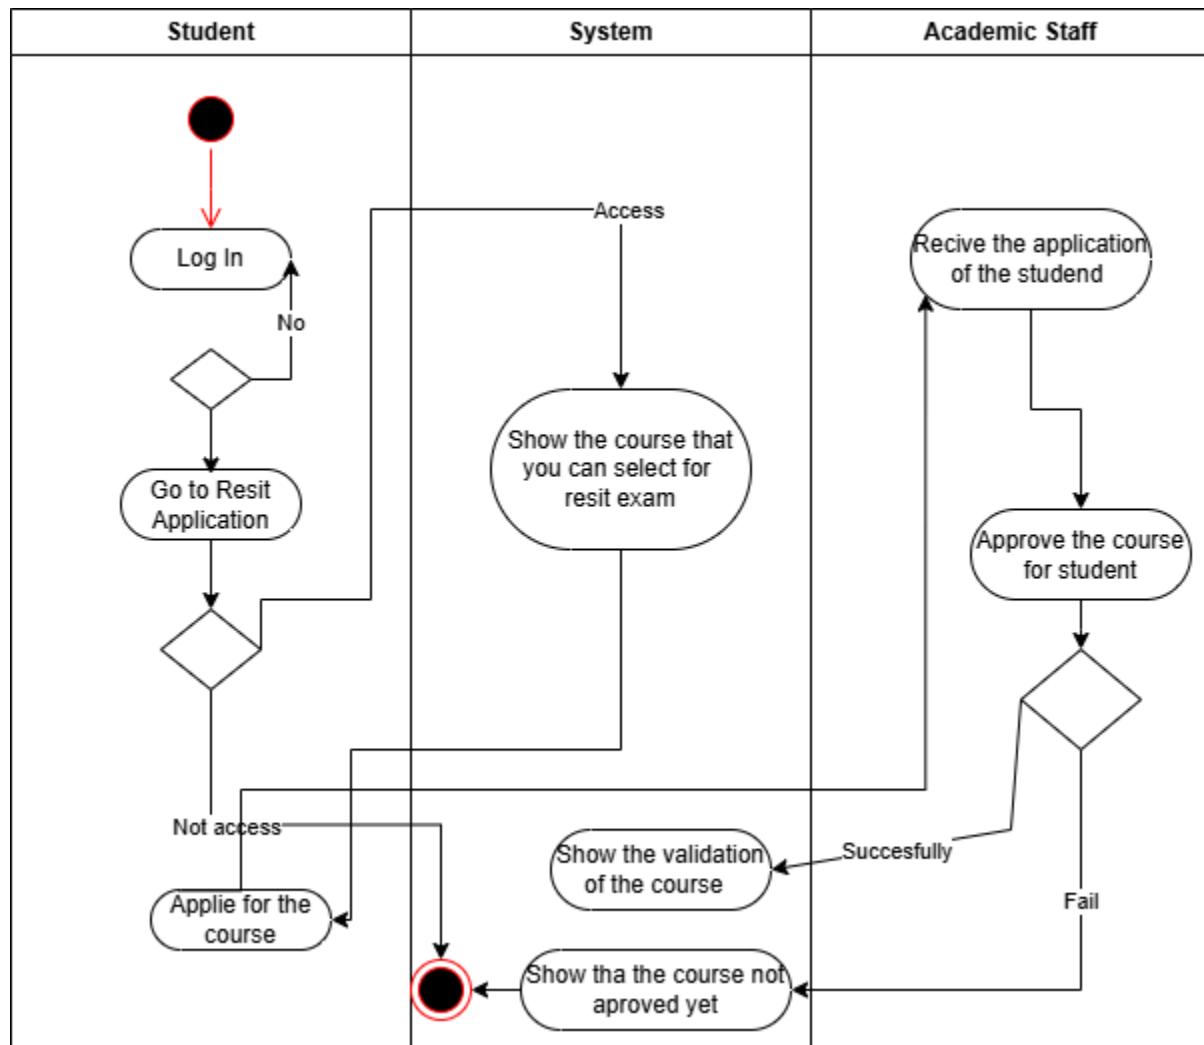 Student
System
Academic Staff
Log In
No
Access
Recive the application
of the studend
Show the course that
you can select for
resit exam
Go to Resit
Application
Approve the course
for student
Not access
Applie for the
course
Show the validation
of the course
Succesfully
Fail
Show tha the course not
aproved yet